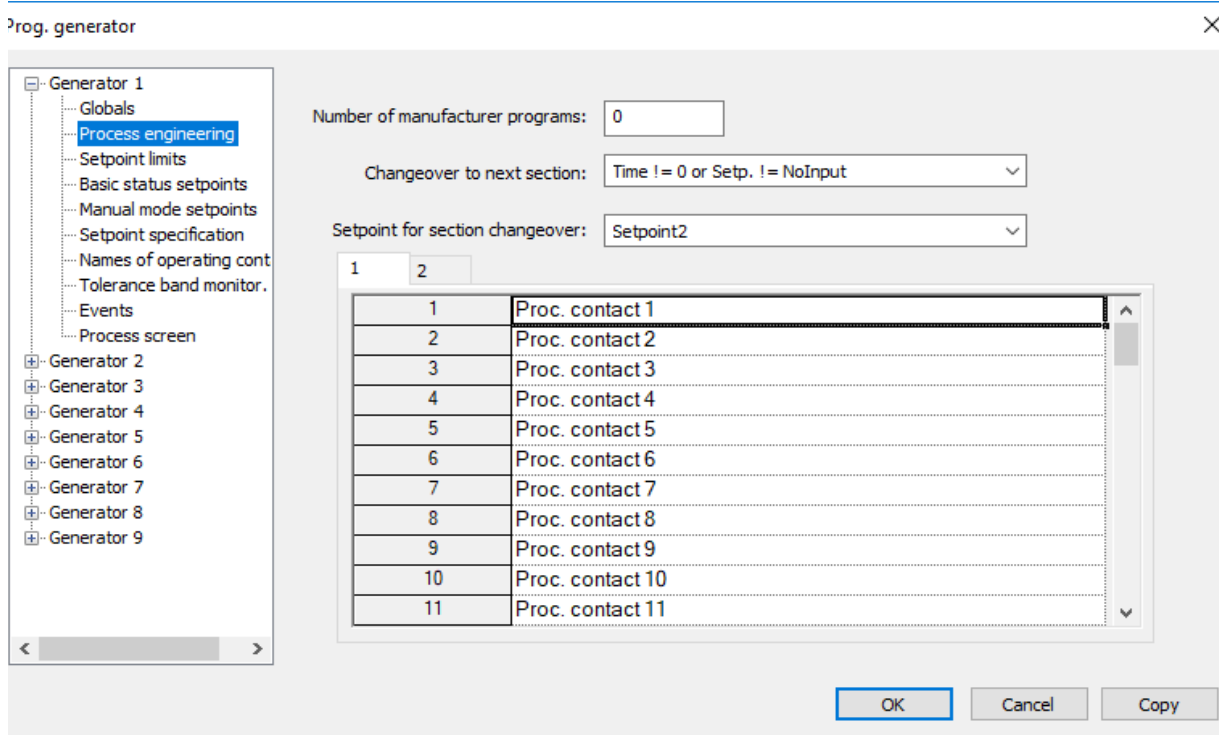 Prog. generator
Generator 1
Globals
Process engineering
Setpoint limits
Basic status setpoints
Manual mode setpoints
Setpoint specification
Names of operating cont
Tolerance band monitor.
Events
Process screen
Generator 2
Generator 3
Generator 4
Generator 5
Generator 6
Generator 7
Generator 8
Generator 9
Number of manufacturer programs: 0
Changeover to next section: Time != 0 or Setp. != NoInput
Setpoint for section changeover: Setpoint2
1 2
1 Proc. contact 1
2 Proc. contact 2
3 Proc. contact 3
4 Proc. contact 4
5 Proc. contact 5
6 Proc. contact 6
7 Proc. contact 7
8 Proc. contact 8
9 Proc. contact 9
10 Proc. contact 10
11 Proc. contact 11
OK Cancel Copy